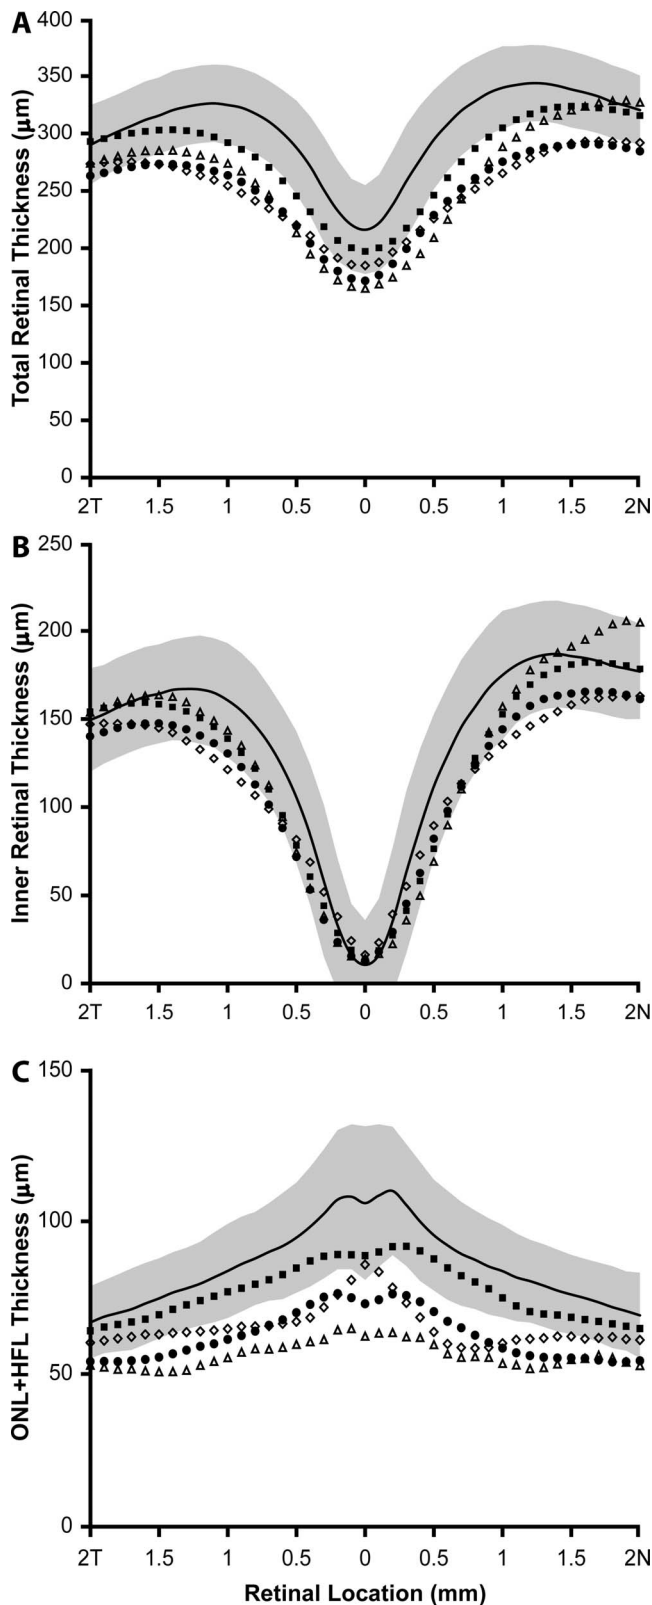 A
400
350
300
250
200
150
100
50
0
Total Retinal Thickness (μm)
2T 1.5 1 0.5 0 0.5 1 1.5 2N
B
250
200
150
100
50
0
Inner Retinal Thickness (μm)
2T 1.5 1 0.5 0 0.5 1 1.5 2N
C
150
100
50
0
ONL+HFL Thickness (μm)
2T 1.5 1 0.5 0 0.5 1 1.5 2N
Retinal Location (mm)